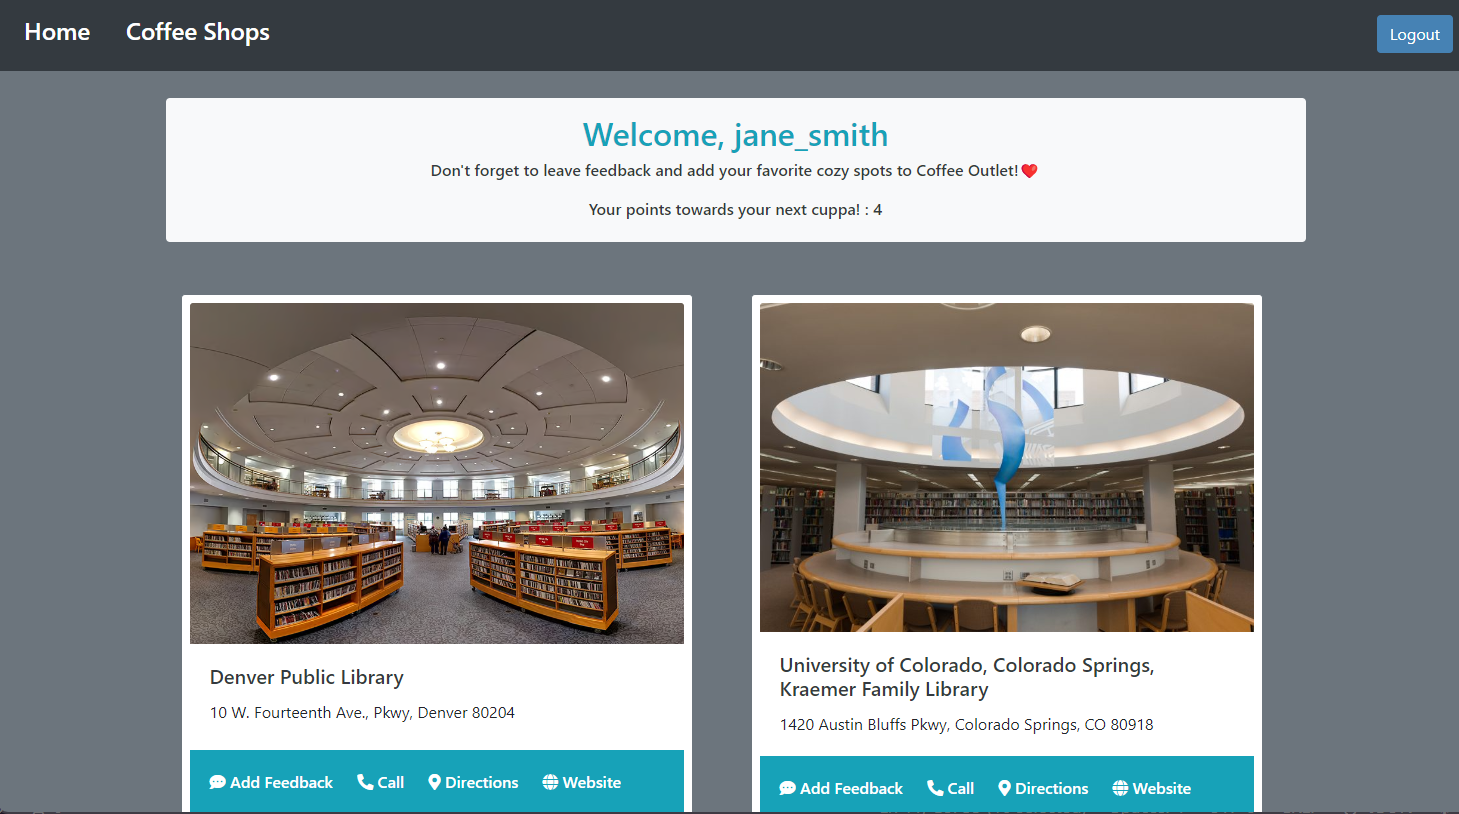 Home Coffee Shops Logout
Welcome, jane_smith
Don't forget to leave feedback and add your favorite cozy spots to Coffee Outlet!❤️
Your points towards your next cuppa! : 4
Denver Public Library
10 W. Fourteenth Ave., Pkwy, Denver 80204
Add Feedback Call Directions Website
University of Colorado, Colorado Springs,
Kraemer Family Library
1420 Austin Bluffs Pkwy, Colorado Springs, CO 80918
Add Feedback Call Directions Website